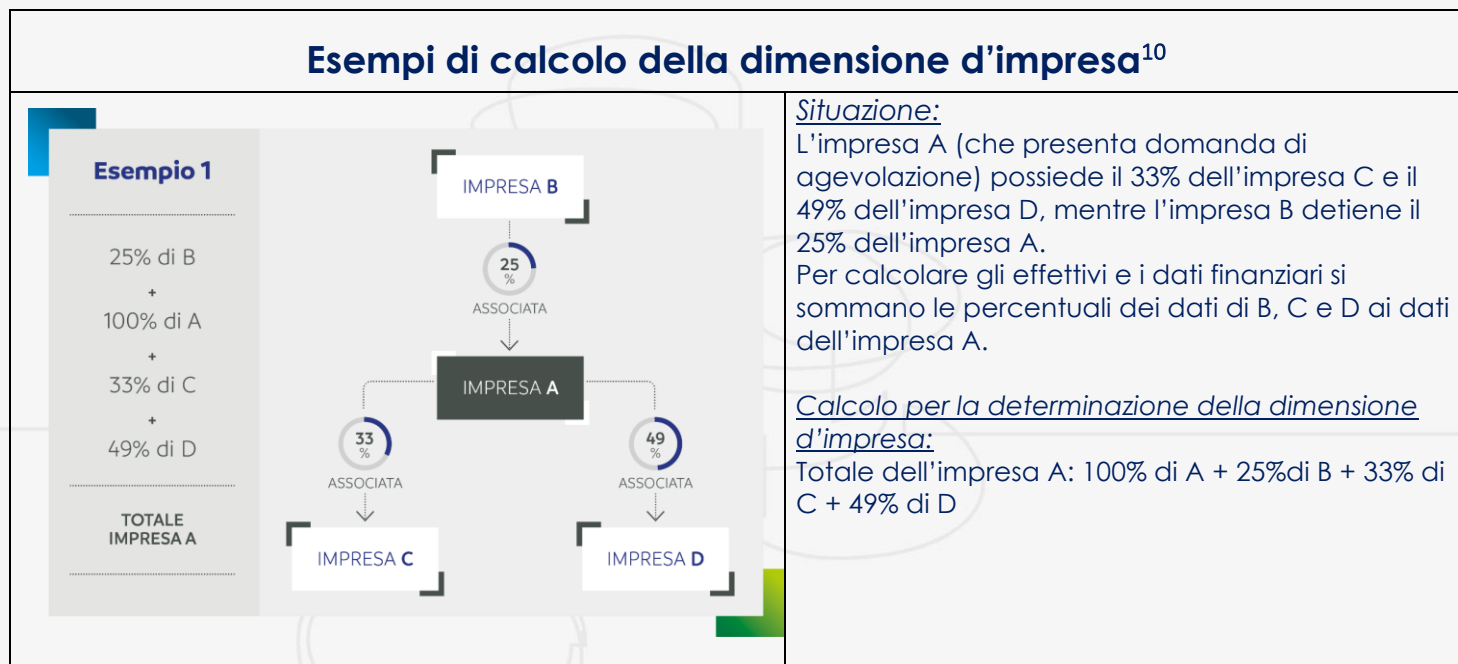 Esempi di calcolo della dimensione d’impresa10
Esempio 1
25% di B
+
100% di A
+
33% di C
+
49% di D
TOTALE
IMPRESA A
IMPRESA B
25
%
ASSOCIATA
IMPRESA A
33
%
ASSOCIATA
49
%
ASSOCIATA
IMPRESA C
IMPRESA D
Situazione:
L’impresa A (che presenta domanda di
agevolazione) possiede il 33% dell’impresa C e il
49% dell’impresa D, mentre l’impresa B detiene il
25% dell’impresa A.
Per calcolare gli effettivi e i dati finanziari si
sommano le percentuali dei dati di B, C e D ai dati
dell’impresa A.
Calcolo per la determinazione della dimensione
d’impresa:
Totale dell’impresa A: 100% di A + 25%di B + 33% di
C + 49% di D